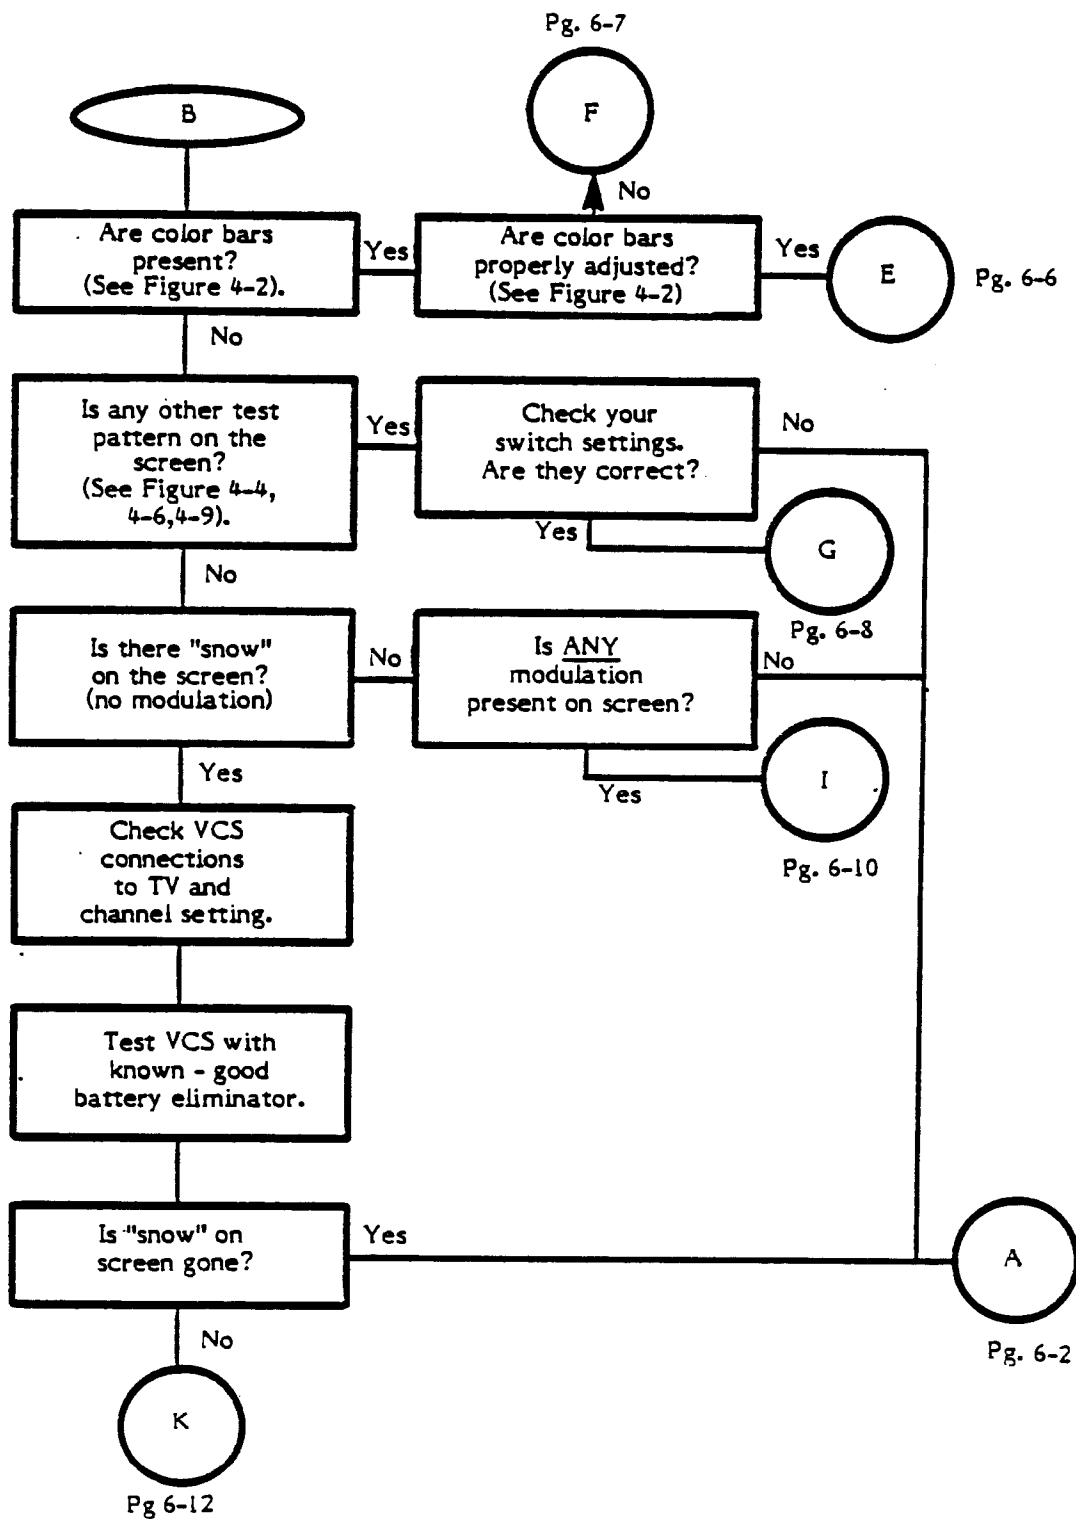 Pg. 6-7
B
F
No
Are color bars
present?
(See Figure 4-2).
Yes
Are color bars
properly adjusted?
(See Figure 4-2)
Yes
E
Pg. 6-6
No
Is any other test
pattern on the
screen?
(See Figure 4-4,
4-6,4-9).
Yes
Check your
switch settings.
Are they correct?
No
Yes
G
Pg. 6-8
No
Is there "snow"
on the screen?
(no modulation)
No
Is ANY
modulation
present on screen?
No
Yes
I
Pg. 6-10
Yes
Check VCS
connections
to TV and
channel setting.
Test VCS with
known - good
battery eliminator.
Is "snow" on
screen gone?
Yes
A
Pg. 6-2
No
K
Pg 6-12